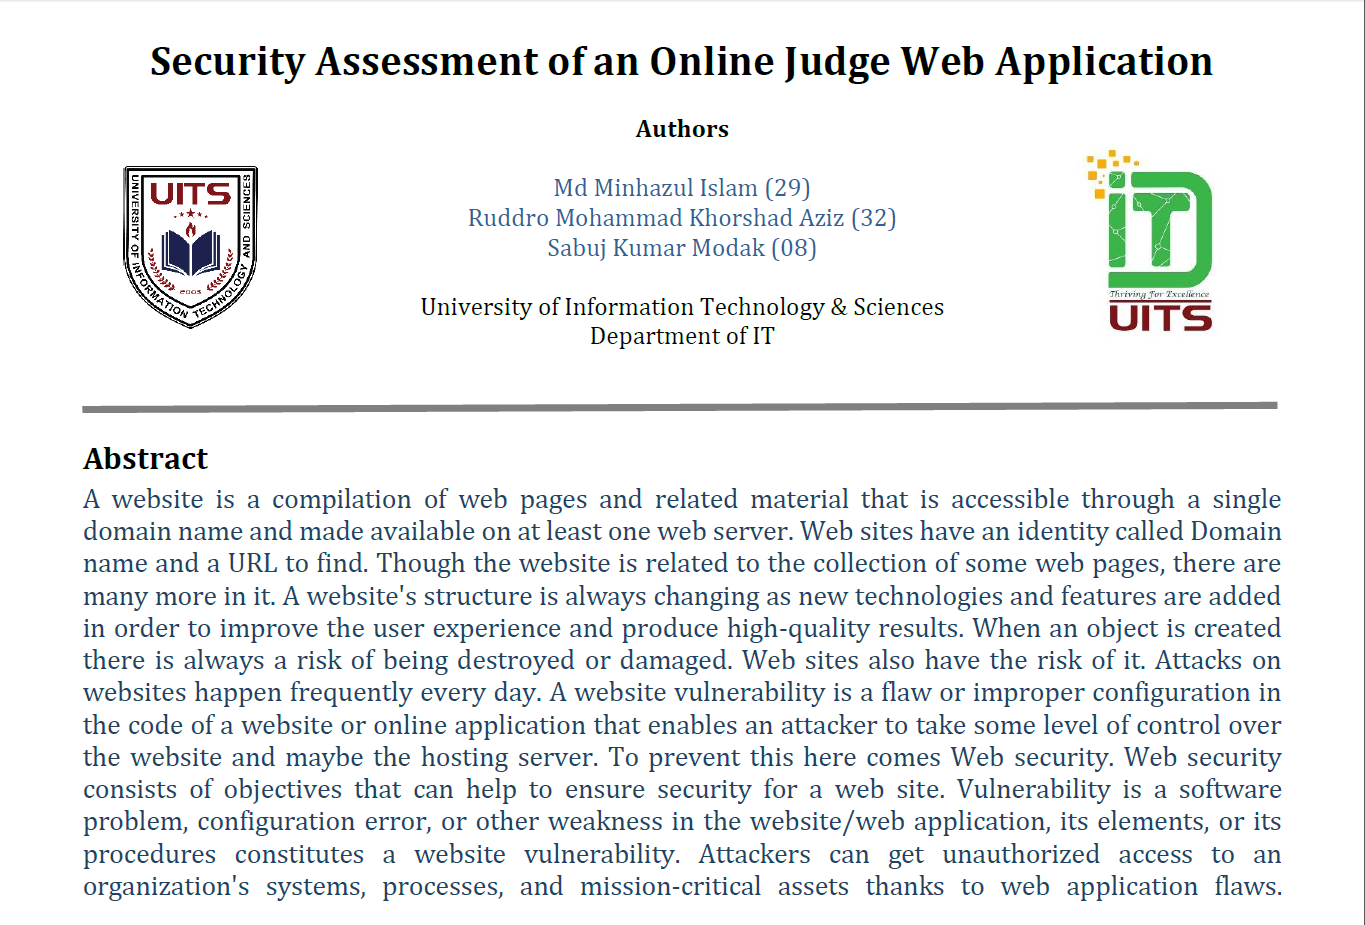 Security Assessment of an Online Judge Web Application
Authors
UITS
UNIVERSITY OF INFORMATION TECHNOLOGY AND SCIENCES
2003
Md Minhazul Islam (29)
Ruddro Mohammad Khorshad Aziz (32)
Sabuj Kumar Modak (08)
University of Information Technology & Sciences
Department of IT
iT
Thriving For Excellence
UITS
Abstract
A website is a compilation of web pages and related material that is accessible through a single
domain name and made available on at least one web server. Web sites have an identity called Domain
name and a URL to find. Though the website is related to the collection of some web pages, there are
many more in it. A website's structure is always changing as new technologies and features are added
in order to improve the user experience and produce high-quality results. When an object is created
there is always a risk of being destroyed or damaged. Web sites also have the risk of it. Attacks on
websites happen frequently every day. A website vulnerability is a flaw or improper configuration in
the code of a website or online application that enables an attacker to take some level of control over
the website and maybe the hosting server. To prevent this here comes Web security. Web security
consists of objectives that can help to ensure security for a web site. Vulnerability is a software
problem, configuration error, or other weakness in the website/web application, its elements, or its
procedures constitutes a website vulnerability. Attackers can get unauthorized access to an
organization's systems, processes, and mission-critical assets thanks to web application flaws.